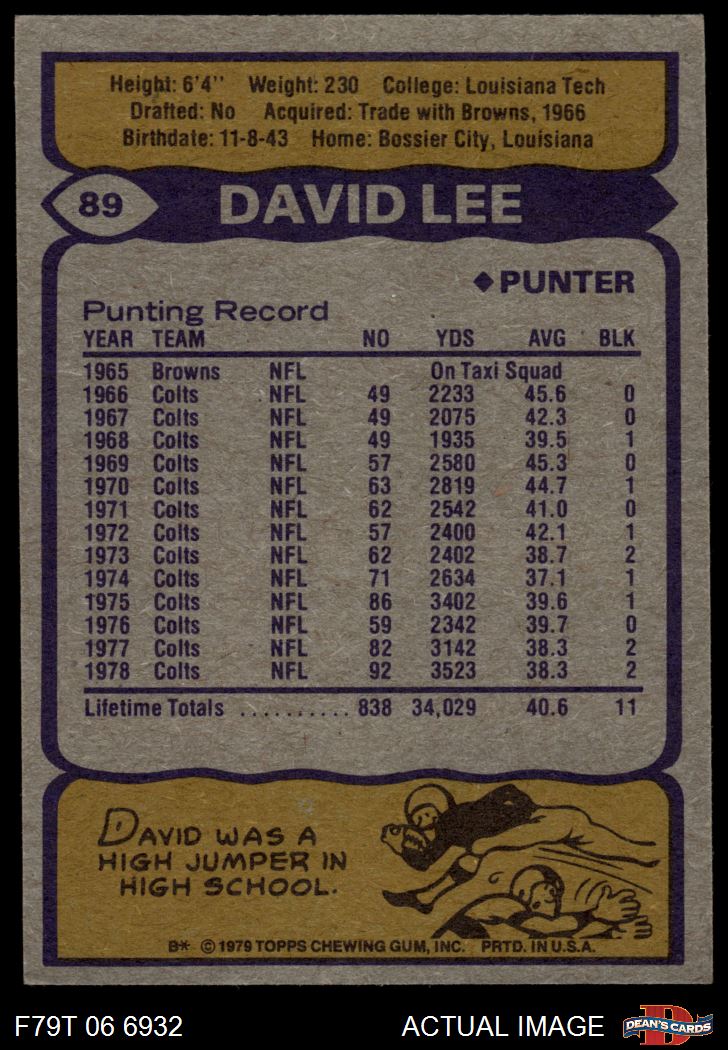 Height: 6'4'' Weight: 230 College: Louisiana Tech
Drafted: No Acquired: Trade with Browns, 1966
Birthdate: 11-8-43 Home: Bossier City, Louisiana
89 DAVID LEE
◆PUNTER
Punting Record
YEAR TEAM NO YDS AVG BLK
1965 Browns NFL On Taxi Squad
1966 Colts NFL 49 2233 45.6 0
1967 Colts NFL 49 2075 42.3 0
1968 Colts NFL 49 1935 39.5 1
1969 Colts NFL 57 2580 45.3 0
1970 Colts NFL 63 2819 44.7 1
1971 Colts NFL 62 2542 41.0 0
1972 Colts NFL 57 2400 42.1 1
1973 Colts NFL 62 2402 38.7 2
1974 Colts NFL 71 2634 37.1 1
1975 Colts NFL 86 3402 39.6 1
1976 Colts NFL 59 2342 39.7 0
1977 Colts NFL 82 3142 38.3 2
1978 Colts NFL 92 3523 38.3 2
Lifetime Totals .......... 838 34,029 40.6 11
DAVID WAS A
HIGH JUMPER IN
HIGH SCHOOL.
B* © 1979 TOPPS CHEWING GUM, INC. PRTD. IN U.S.A.
F79T 06 6932 ACTUAL IMAGE D DEAN'S CARDS